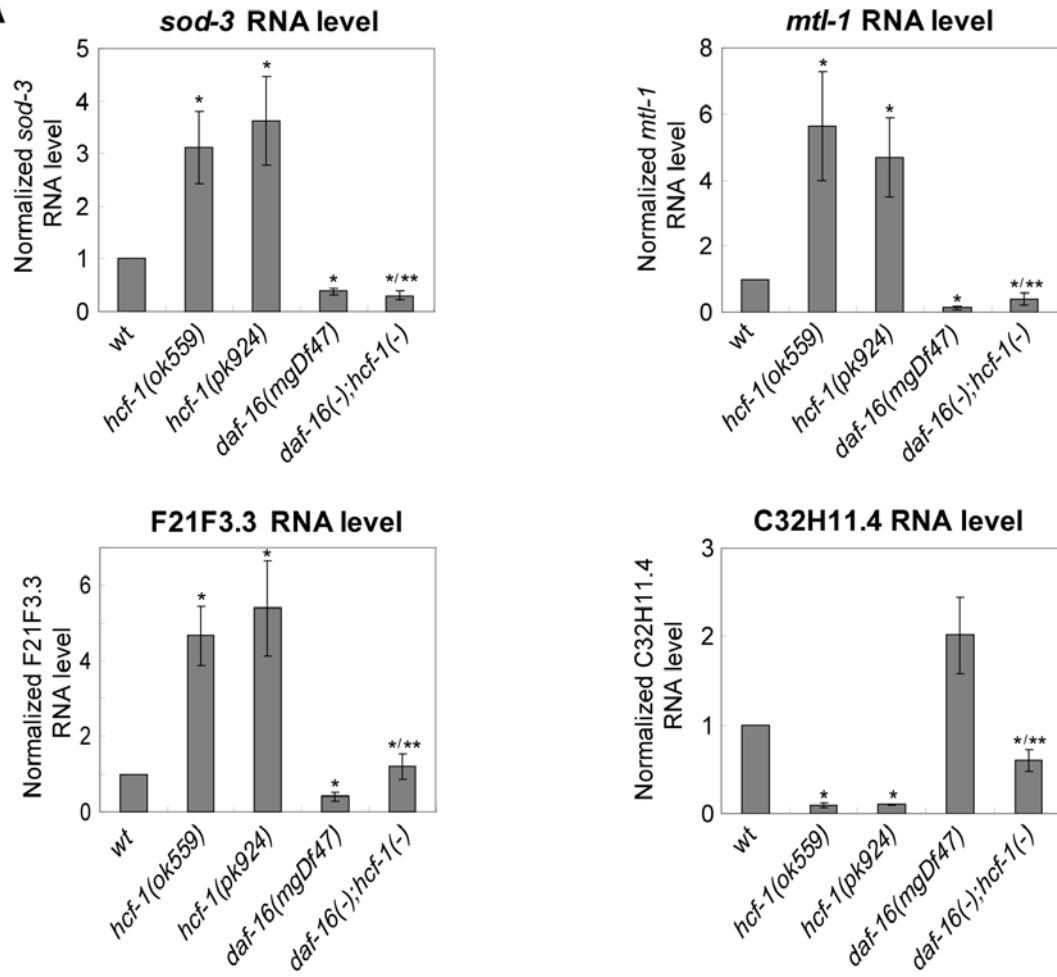 A
sod-3 RNA level
Normalized sod-3
RNA level
5
4
3
2
1
0
*
*
*
*/**
wt
hcf-1(ok559)
hcf-1(pk924)
daf-16(mgDf47)
daf-16(-);hcf-1(-)
mtl-1 RNA level
Normalized mtl-1
RNA level
8
6
4
2
0
*
*
*
*/**
wt
hcf-1(ok559)
hcf-1(pk924)
daf-16(mgDf47)
daf-16(-);hcf-1(-)
F21F3.3 RNA level
Normalized F21F3.3
RNA level
6
4
2
0
*
*
*
*/**
wt
hcf-1(ok559)
hcf-1(pk924)
daf-16(mgDf47)
daf-16(-);hcf-1(-)
C32H11.4 RNA level
Normalized C32H11.4
RNA level
3
2
1
0
*
*
*/**
wt
hcf-1(ok559)
hcf-1(pk924)
daf-16(mgDf47)
daf-16(-);hcf-1(-)